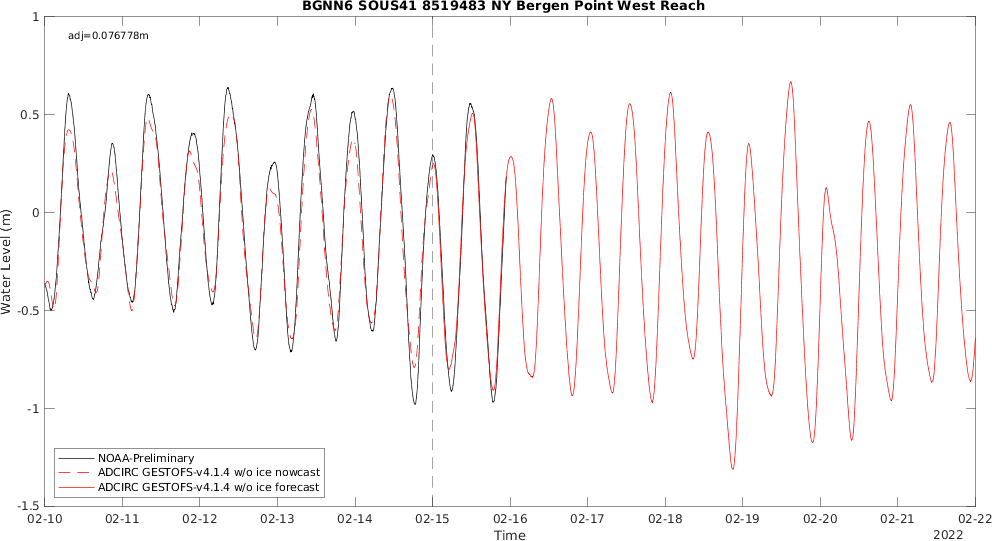 BGNN6 SOUS41 8519483 NY Bergen Point West Reach
adj=0.076778m
1
0.5
0
-0.5
-1
-1.5
Water Level (m)
NOAA-Preliminary
ADCIRC GESTOFS-v4.1.4 w/o ice nowcast
ADCIRC GESTOFS-v4.1.4 w/o ice forecast
02-10 02-11 02-12 02-13 02-14 02-15 02-16 02-17 02-18 02-19 02-20 02-21 02-22
Time
2022